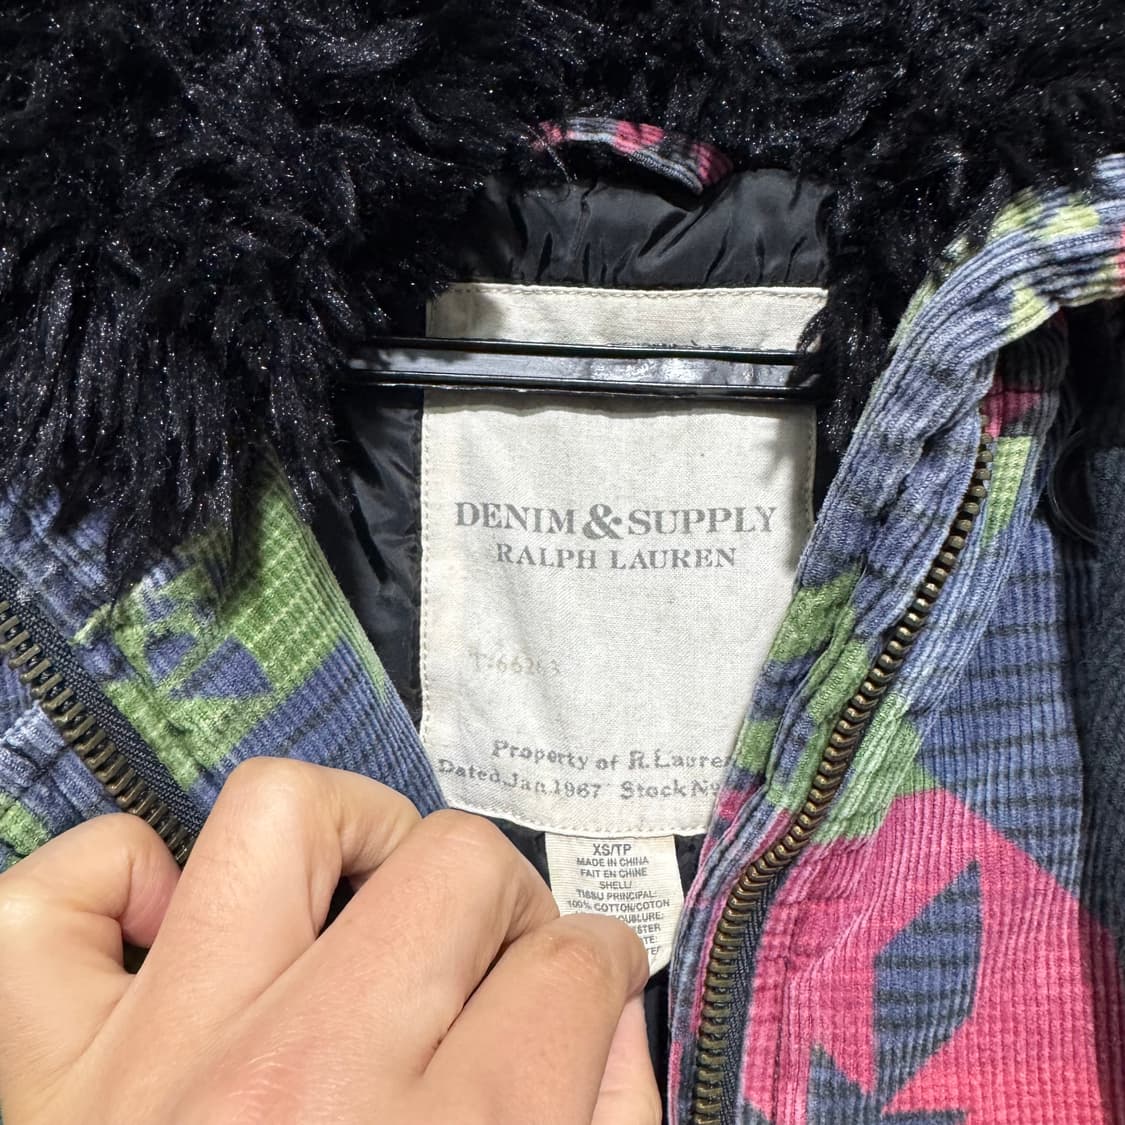 DENIM & SUPPLY
RALPH LAUREN
Property of R. Lauren
Dated, Jan 1967 Stock No
XS/TP
MADE IN CHINA
FAIT EN CHINE
SHELL/
TISSU PRINCIPAL:
100% COTTON/COTON